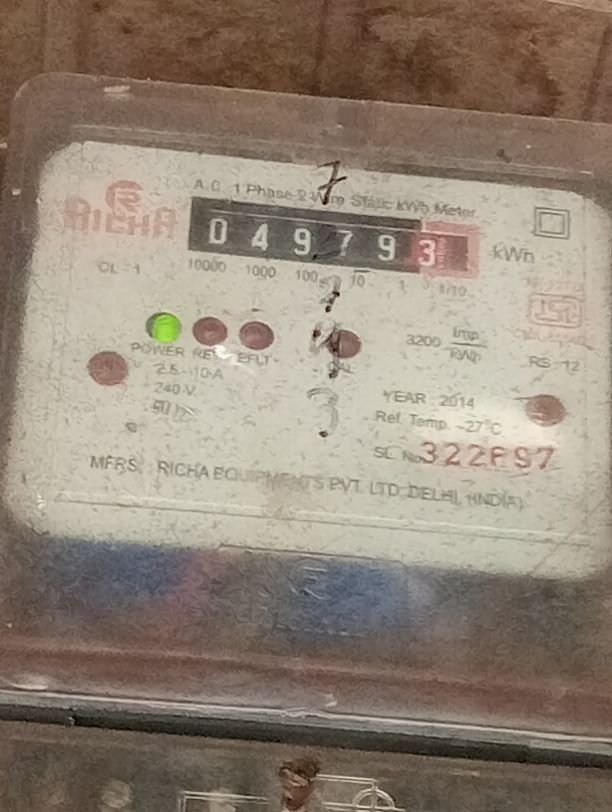 7
A.C. 1 Phase 2 Wire Static kWh Meter
RICHA
0 4 9 7 9 3
kWh
CL. 1
10000 1000 100 10 1 1/10
3200 Imp/kWh
POWER REV E/FLT
CAL
RS 12
2.5 - 10 A
240 V
YEAR 2014
Ref. Temp. -27°C
SL. No.
MFRS. RICHA EQUIPMENTS PVT. LTD. DELHI, (INDIA)